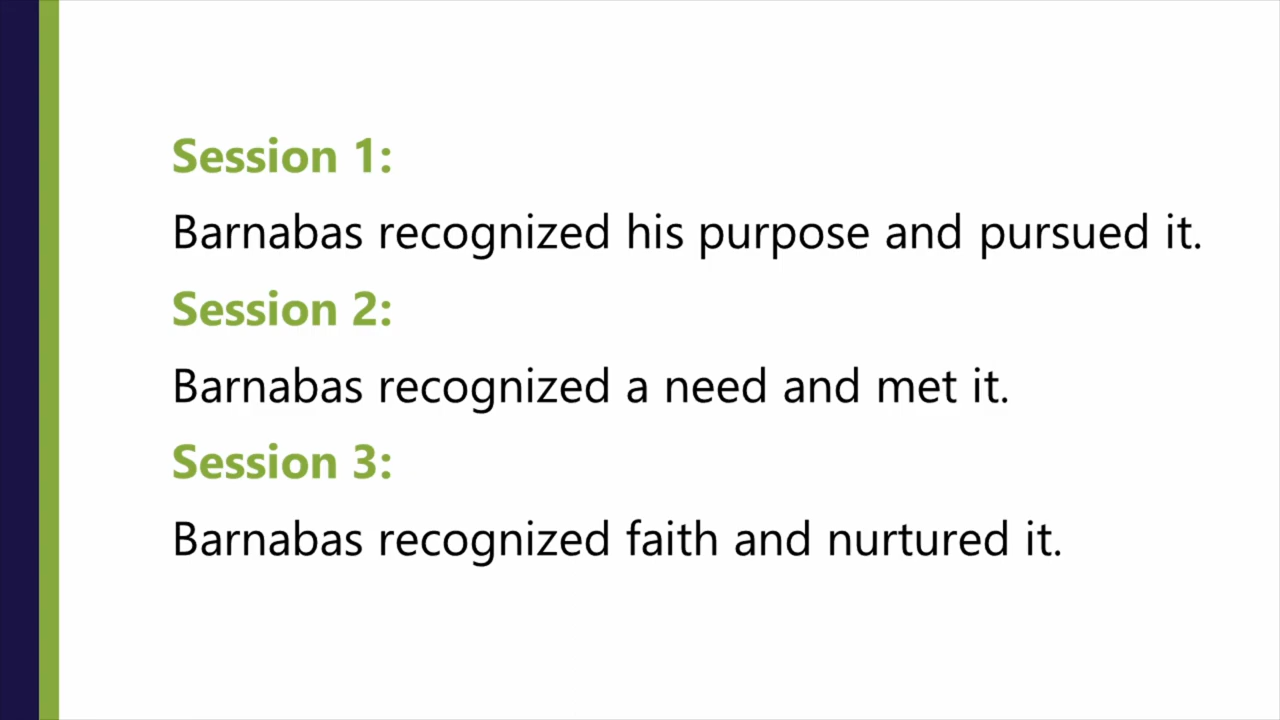 Session 1:
Barnabas recognized his purpose and pursued it.
Session 2:
Barnabas recognized a need and met it.
Session 3:
Barnabas recognized faith and nurtured it.